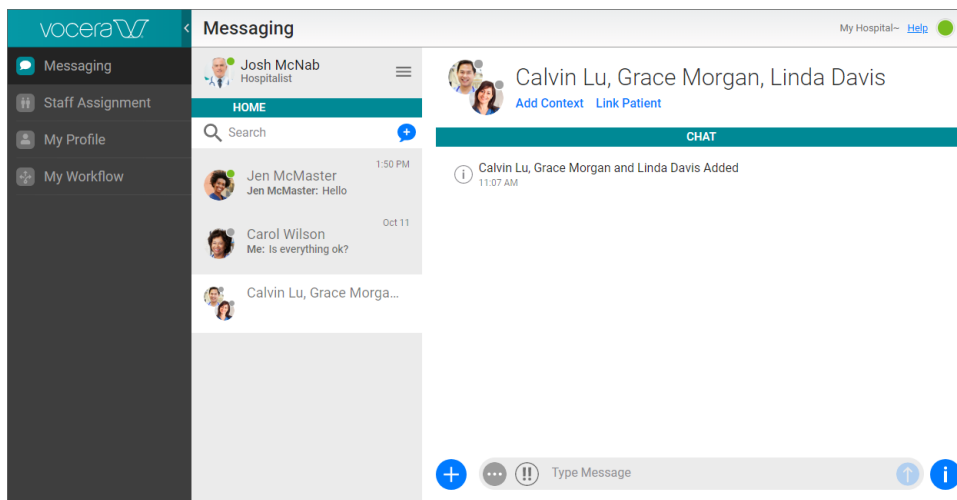 vocera
Messaging
My Hospital~ Help
Messaging
Staff Assignment
My Profile
My Workflow
Josh McNab
Hospitalist
HOME
Search
1:50 PM
Jen McMaster
Jen McMaster: Hello
Oct 11
Carol Wilson
Me: Is everything ok?
Calvin Lu, Grace Morga...
Calvin Lu, Grace Morgan, Linda Davis
Add Context Link Patient
CHAT
Calvin Lu, Grace Morgan and Linda Davis Added
11:07 AM
Type Message